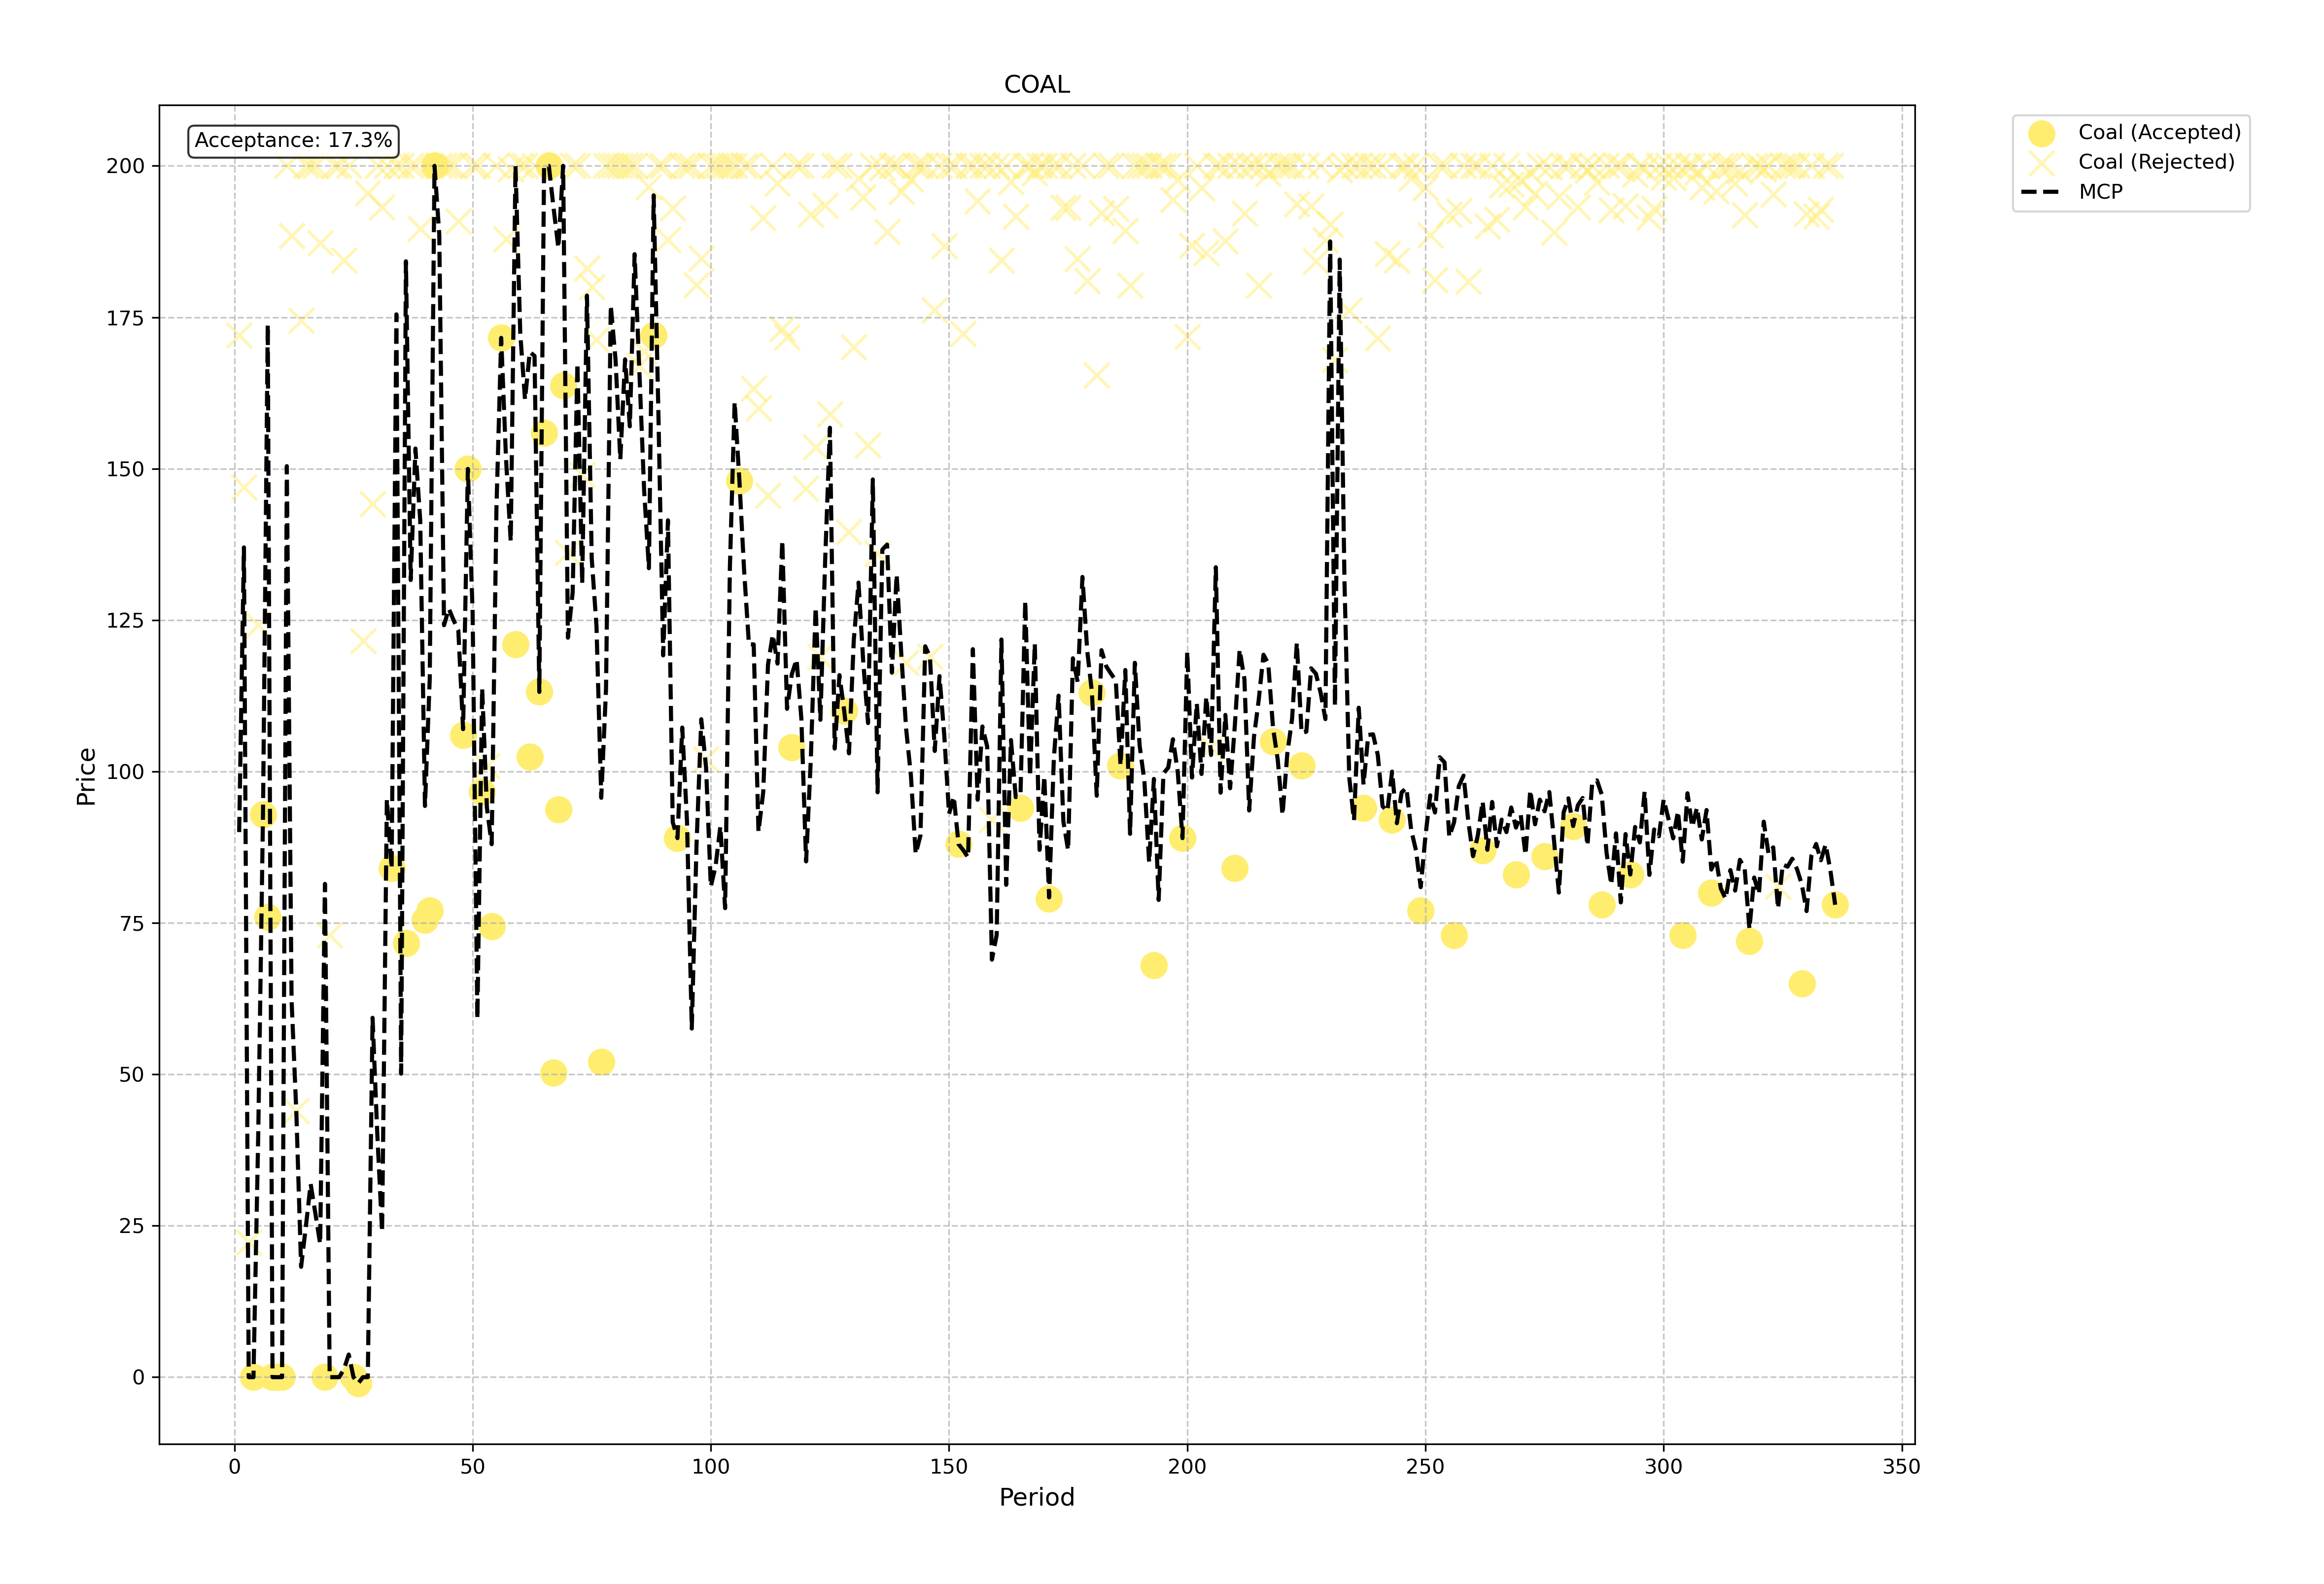 COAL
Acceptance: 17.3%
Coal (Accepted)
Coal (Rejected)
MCP
Price
200
175
150
125
100
75
50
25
0
0 50 100 150 200 250 300 350
Period